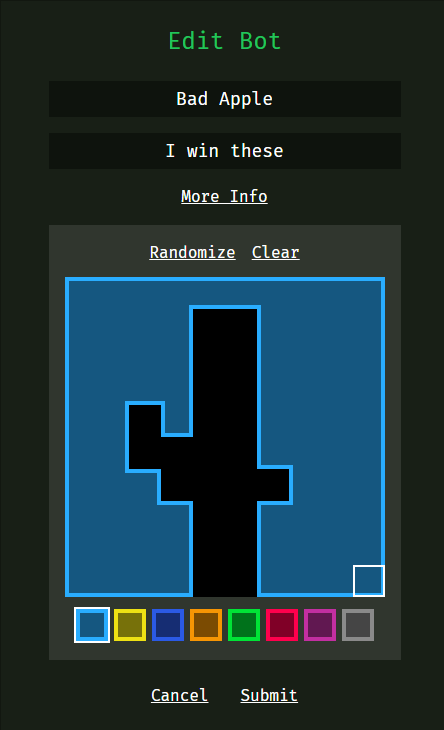 Edit Bot
Bad Apple
I win these
More Info
Randomize Clear
Cancel Submit